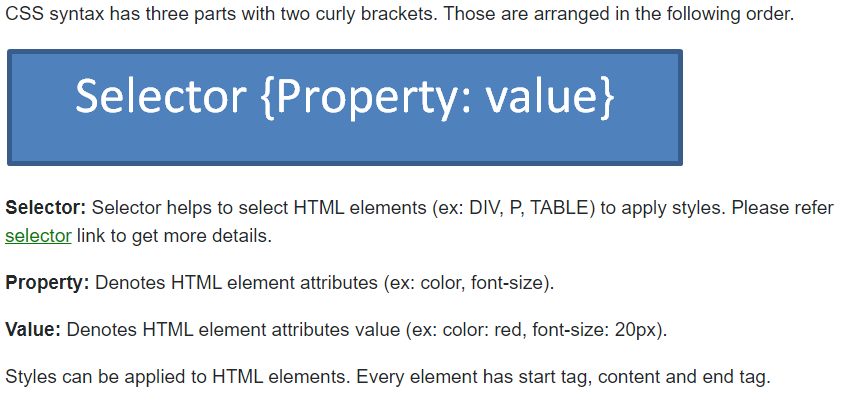 CSS syntax has three parts with two curly brackets. Those are arranged in the following order.
Selector {Property: value}
Selector: Selector helps to select HTML elements (ex: DIV, P, TABLE) to apply styles. Please refer
selector link to get more details.
Property: Denotes HTML element attributes (ex: color, font-size).
Value: Denotes HTML element attributes value (ex: color: red, font-size: 20px).
Styles can be applied to HTML elements. Every element has start tag, content and end tag.